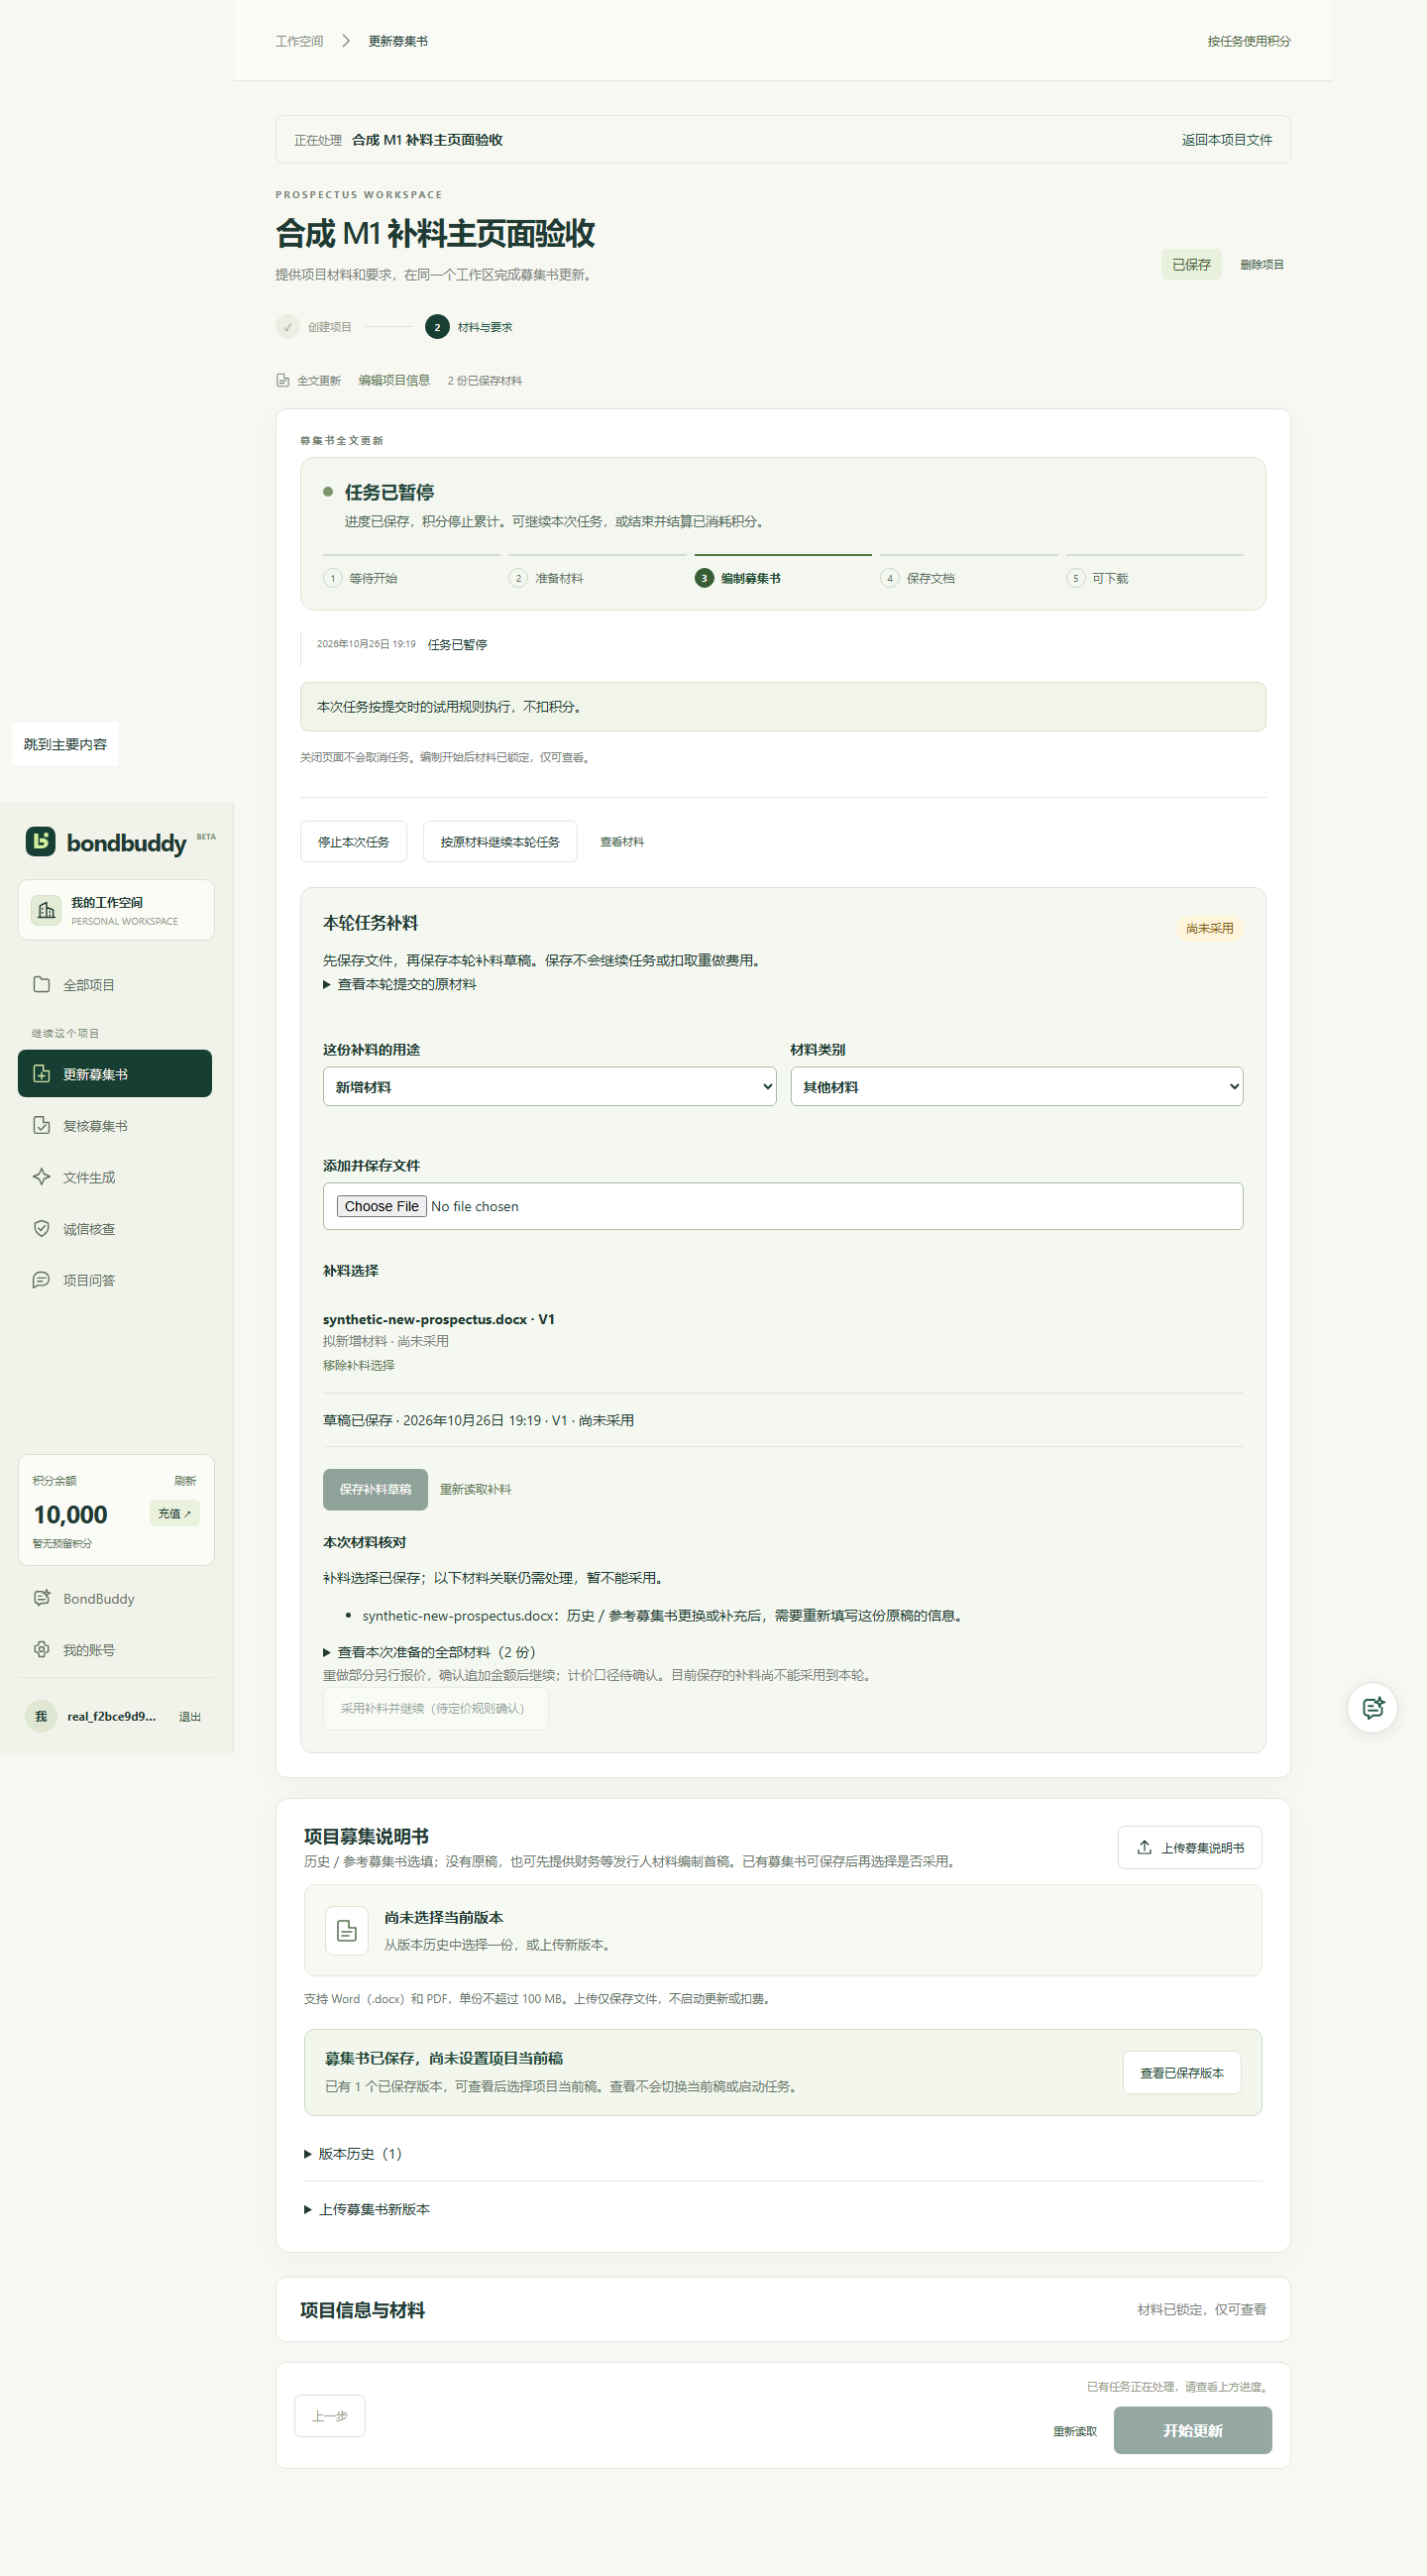 工作空间 > 更新募集书
按任务使用积分
正在处理 合成 M1 补料主页面验收
返回本项目文件
PROSPECTUS WORKSPACE
合成 M1 补料主页面验收
提供项目材料和要求，在同一个工作区完成募集书更新。
已保存 删除项目
✓ 创建项目
2 材料与要求
全文更新 编辑项目信息 2 份已保存材料
募集书全文更新
任务已暂停
进度已保存，积分停止累计。可继续本次任务，或结束并结算已消耗积分。
1 等待开始
2 准备材料
3 编制募集书
4 保存文档
5 可下载
2026年10月26日 19:19 任务已暂停
本次任务按提交时的试用规则执行，不扣积分。
关闭页面不会取消任务。编制开始后材料已锁定，仅可查看。
停止本次任务 按原材料继续本轮任务 查看材料
本轮任务补料
尚未采用
先保存文件，再保存本轮补料草稿。保存不会继续任务或扣取重做费用。
▶ 查看本轮提交的原材料
这份补料的用途
新增材料
材料类别
其他材料
添加并保存文件
Choose File No file chosen
补料选择
synthetic-new-prospectus.docx · V1
拟新增材料 · 尚未采用
移除补料选择
草稿已保存 · 2026年10月26日 19:19 · V1 · 尚未采用
保存补料草稿 重新读取补料
本次材料核对
补料选择已保存；以下材料关联仍需处理，暂不能采用。
• synthetic-new-prospectus.docx：历史 / 参考募集书更换或补充后，需要重新填写这份原稿的信息。
▶ 查看本次准备的全部材料（2 份）
重做部分另行报价，确认追加金额后继续；计价口径待确认。目前保存的补料尚不能采用到本轮。
采用补料并继续（待定价规则确认）
项目募集说明书
历史 / 参考募集书选填；没有原稿，也可先提供财务等发行人材料编制首稿。已有募集书可保存后再选择是否采用。
上传募集说明书
尚未选择当前版本
从版本历史中选择一份，或上传新版本。
支持 Word（.docx）和 PDF，单份不超过 100 MB。上传仅保存文件，不启动更新或扣费。
募集书已保存，尚未设置项目当前稿
已有 1 个已保存版本，可查看后选择项目当前稿。查看不会切换当前稿或启动任务。
查看已保存版本
▶ 版本历史（1）
▶ 上传募集书新版本
项目信息与材料
材料已锁定，仅可查看
已有任务正在处理，请查看上方进度。
上一步
重新读取 开始更新
跳到主要内容
bondbuddy BETA
我的工作空间
PERSONAL WORKSPACE
全部项目
继续这个项目
更新募集书
复核募集书
文件生成
诚信核查
项目问答
积分余额 刷新
10,000 充值 ↗
暂无预留积分
BondBuddy
我的账号
我 real_f2bce9d9... 退出